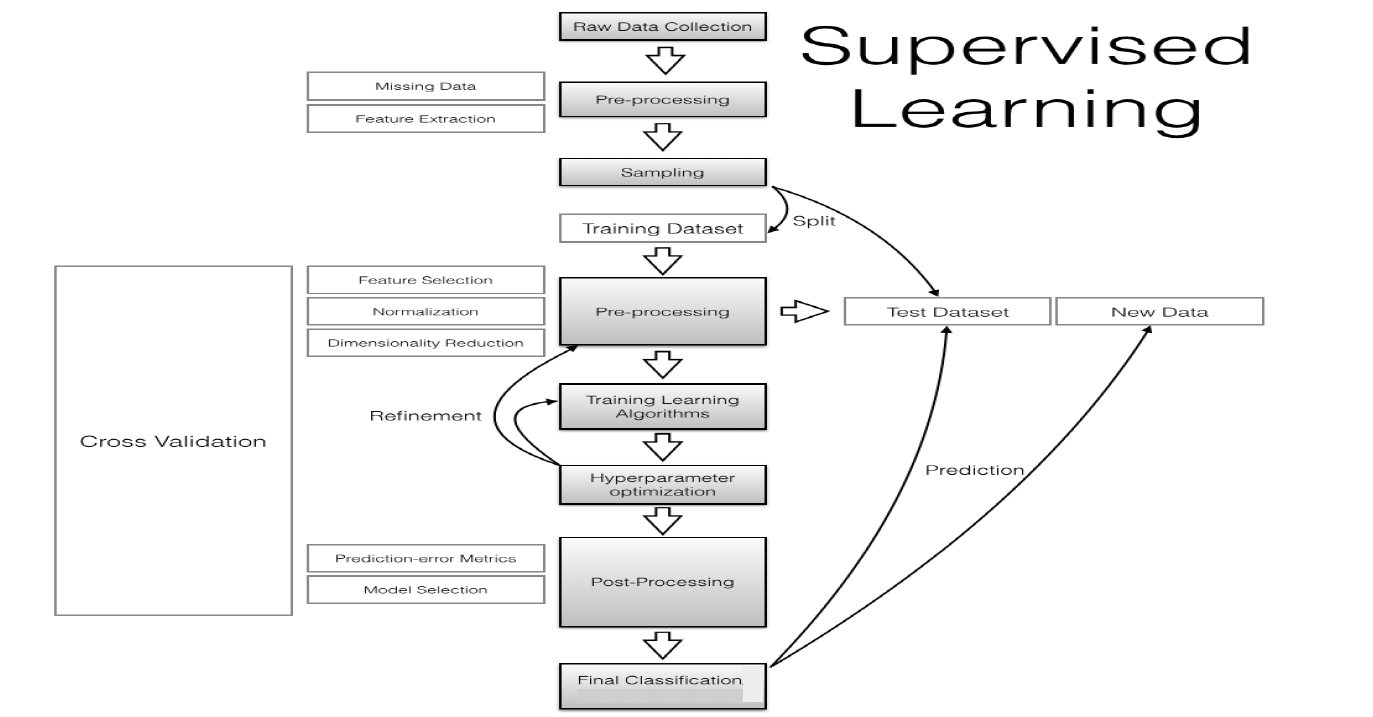 Raw Data Collection
Supervised
Learning
Missing Data
Pre-processing
Feature Extraction
Sampling
Split
Training Dataset
Feature Selection
Normalization
Pre-processing
Test Dataset
New Data
Dimensionality Reduction
Training Learning
Algorithms
Refinement
Cross Validation
Prediction
Hyperparameter
optimization
Prediction-error Metrics
Post-Processing
Model Selection
Final Classification